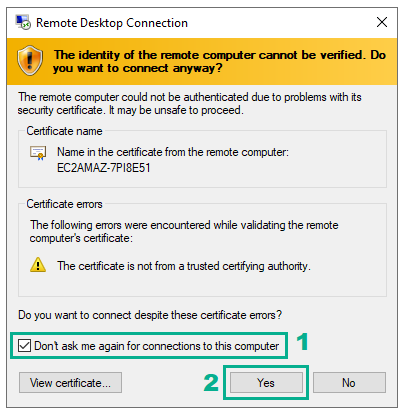 Remote Desktop Connection
The identity of the remote computer cannot be verified. Do
you want to connect anyway?
The remote computer could not be authenticated due to problems with its
security certificate. It may be unsafe to proceed.
Certificate name
Name in the certificate from the remote computer:
EC2AMAZ-7PI8E51
Certificate errors
The following errors were encountered while validating the remote
computer's certificate:
The certificate is not from a trusted certifying authority.
Do you want to connect despite these certificate errors?
Don't ask me again for connections to this computer 1
View certificate... 2 Yes No